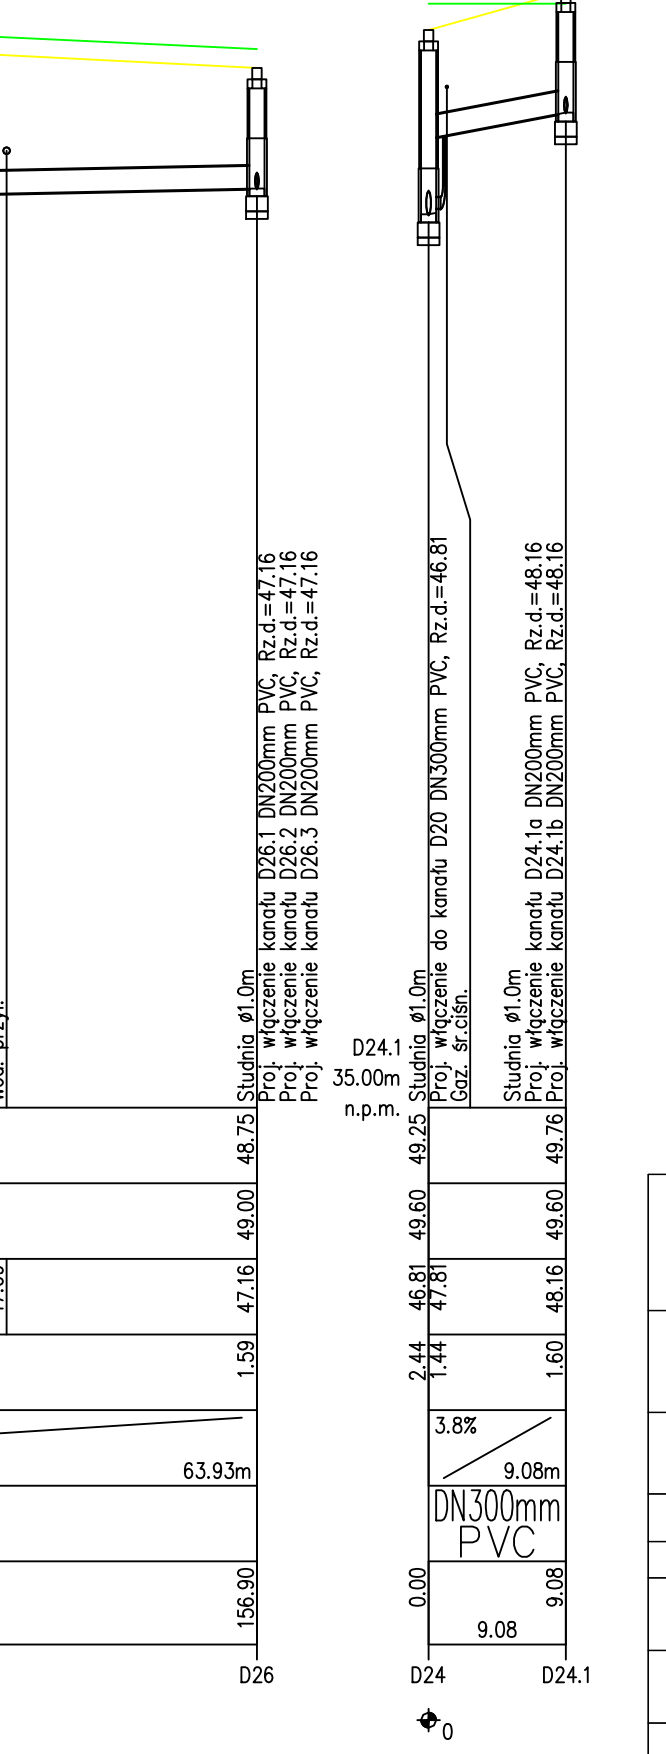 Studnia ø1.0m
Proj. włączenie kanału D26.1 DN200mm PVC, Rz.d.=47.16
Proj. włączenie kanału D26.2 DN200mm PVC, Rz.d.=47.16
Proj. włączenie kanału D26.3 DN200mm PVC, Rz.d.=47.16
48.75
49.00
47.16
1.59
63.93m
156.90
D26
D24.1
35.00m
n.p.m.
Studnia ø1.0m
Proj. włączenie do kanału D20 DN300mm PVC, Rz.d.=46.81
Gaz. śr.ciśn.
Studnia ø1.0m
Proj. włączenie kanału D24.1a DN200mm PVC, Rz.d.=48.16
Proj. włączenie kanału D24.1b DN200mm PVC, Rz.d.=48.16
49.25
49.76
49.60
49.60
46.81
47.81
48.16
2.44
1.44
1.60
3.8%
9.08m
DN300mm
PVC
0.00
9.08
9.08
D24
D24.1
0